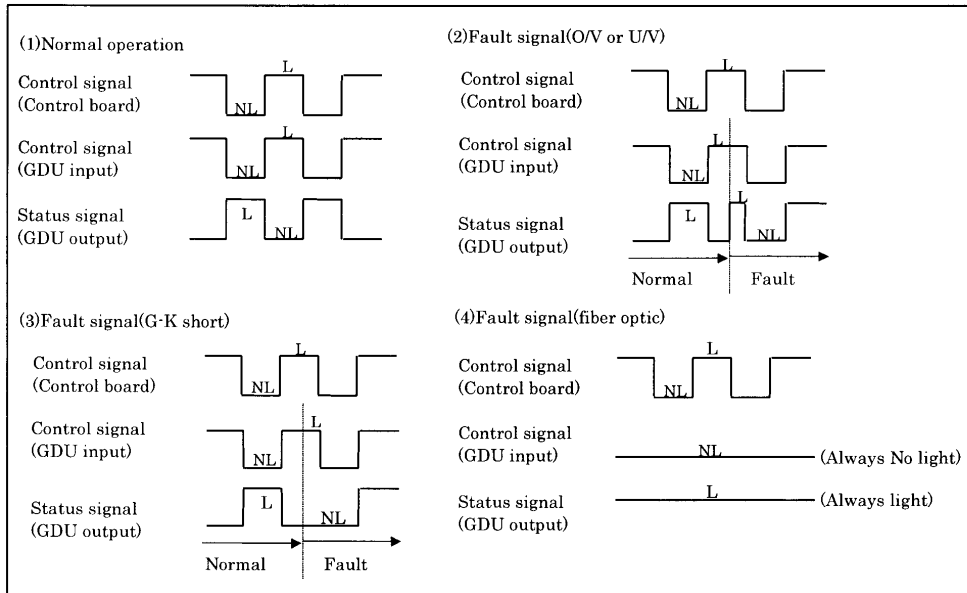 (1)Normal operation
Control signal
(Control board)
L
NL
Control signal
(GDU input)
L
NL
Status signal
(GDU output)
L
NL
(2)Fault signal(O/V or U/V)
Control signal
(Control board)
L
NL
Control signal
(GDU input)
L
NL
Status signal
(GDU output)
L
L
NL
Normal
Fault
(3)Fault signal(G-K short)
Control signal
(Control board)
L
NL
Control signal
(GDU input)
L
NL
Status signal
(GDU output)
L
NL
Normal
Fault
(4)Fault signal(fiber optic)
Control signal
(Control board)
L
NL
Control signal
(GDU input)
NL
(Always No light)
Status signal
(GDU output)
L
(Always light)